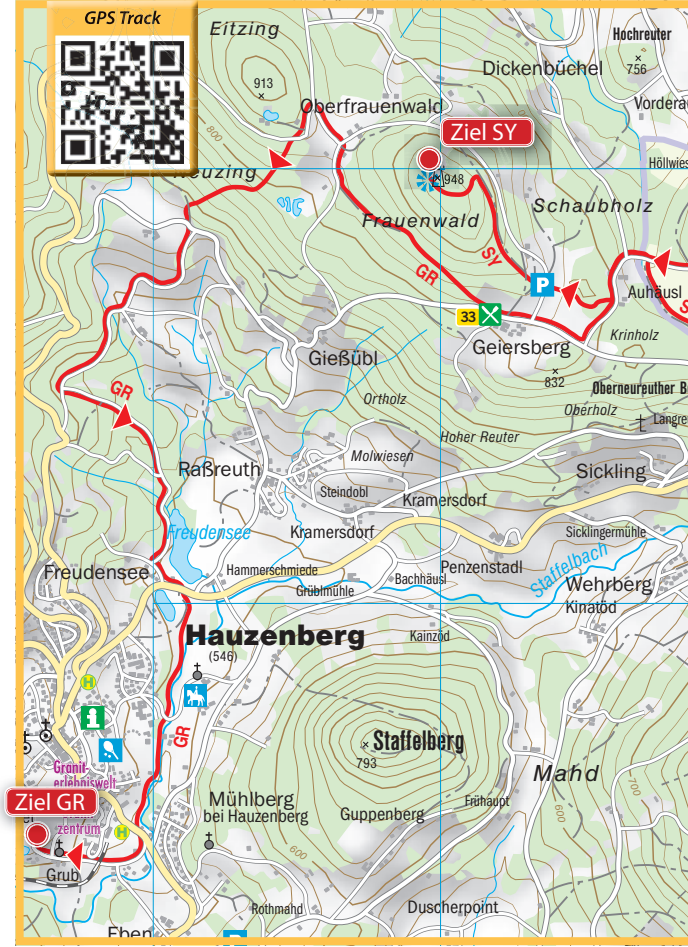 GPS Track
Eitzing
Hochreuter
756
Dickenbüchel
913
800
Oberfrauenwald
Vordera
Ziel SY
Höllwies
948
Schaubholz
Frauenwald
SY
GR
P
Auhäusl
33
Krinholz
Geiersberg
Gießübl
832
Oberneureuther B
GR
Ortholz
Oberholz
Langre
Hoher Reuter
Molwiesen
Raßreuth
Sickling
Steindobl
Kramersdorf
Freudensee
Kramersdorf
Sicklingermühle
Staffelbach
Freudensee
Hammerschmiede
Penzenstadl
Bachhäusl
Wehrberg
Grüblmühle
Kinatöd
Hauzenberg
Kainzöd
(546)
H
i
GR
Staffelberg
793
Mahd
700
Granit-
erlebniswelt
Ziel GR
Mühlberg
bei Hauzenberg
Frühaupt
600
Guppenberg
zentrum
H
600
Grub
Rothmahd
Duscherpoint
Eben